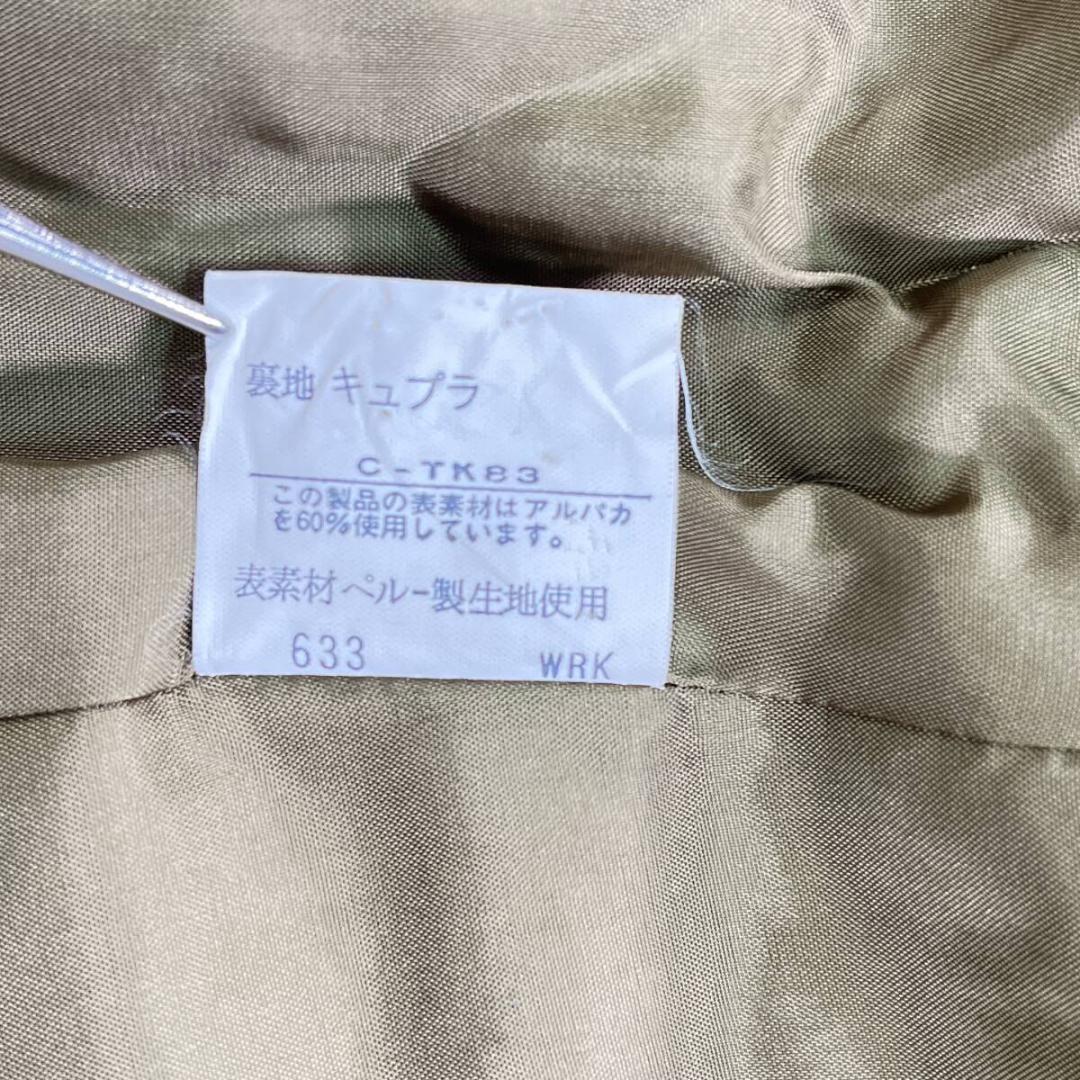 裏地 キュプラ
C-TK83
この製品の表素材はアルパカ
を60%使用しています。
表素材ペルー製生地使用
633 WRK